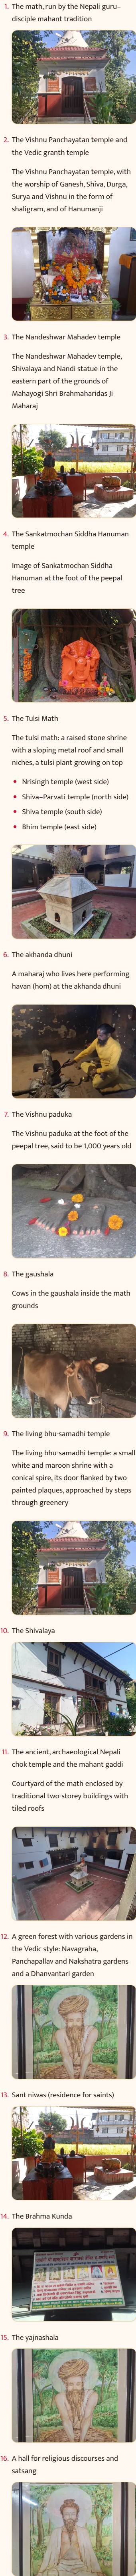 1. The math, run by the Nepali guru–
disciple mahant tradition
2. The Vishnu Panchayatan temple and
the Vedic granth temple
The Vishnu Panchayatan temple, with
the worship of Ganesh, Shiva, Durga,
Surya and Vishnu in the form of
shaligram, and of Hanumanji
3. The Nandeshwar Mahadev temple
The Nandeshwar Mahadev temple,
Shivalaya and Nandi statue in the
eastern part of the grounds of
Mahayogi Shri Brahmaharidas Ji
Maharaj
4. The Sankatmochan Siddha Hanuman
temple
Image of Sankatmochan Siddha
Hanuman at the foot of the peepal
tree
5. The Tulsi Math
The tulsi math: a raised stone shrine
with a sloping metal roof and small
niches, a tulsi plant growing on top
Nrisingh temple (west side)
Shiva–Parvati temple (north side)
Shiva temple (south side)
Bhim temple (east side)
6. The akhanda dhuni
A maharaj who lives here performing
havan (hom) at the akhanda dhuni
7. The Vishnu paduka
The Vishnu paduka at the foot of the
peepal tree, said to be 1,000 years old
8. The gaushala
Cows in the gaushala inside the math
grounds
9. The living bhu-samadhi temple
The living bhu-samadhi temple: a small
white and maroon shrine with a
conical spire, its door flanked by two
painted plaques, approached by steps
through greenery
10. The Shivalaya
11. The ancient, archaeological Nepali
chok temple and the mahant gaddi
Courtyard of the math enclosed by
traditional two-storey buildings with
tiled roofs
12. A green forest with various gardens in
the Vedic style: Navagraha,
Panchapallav and Nakshatra gardens
and a Dhanvantari garden
13. Sant niwas (residence for saints)
14. The Brahma Kunda
15. The yajnashala
16. A hall for religious discourses and
satsang